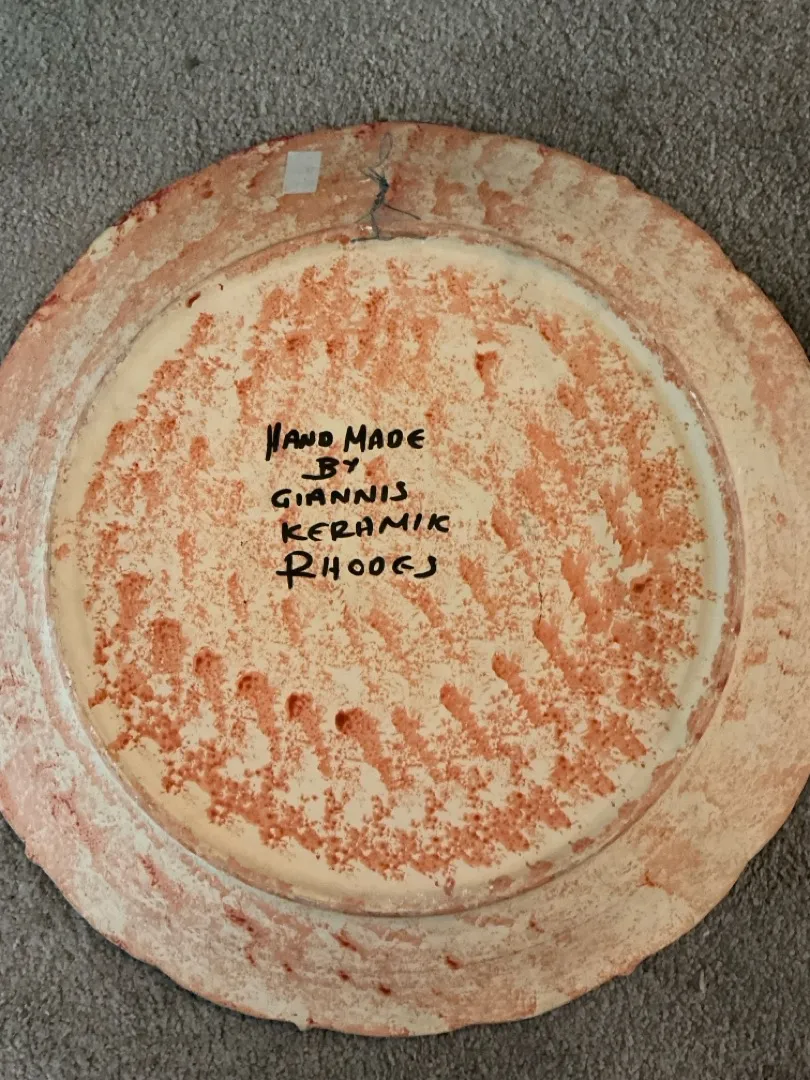 HAND MADE
BY
GIANNIS
KERAMIK
RHODES